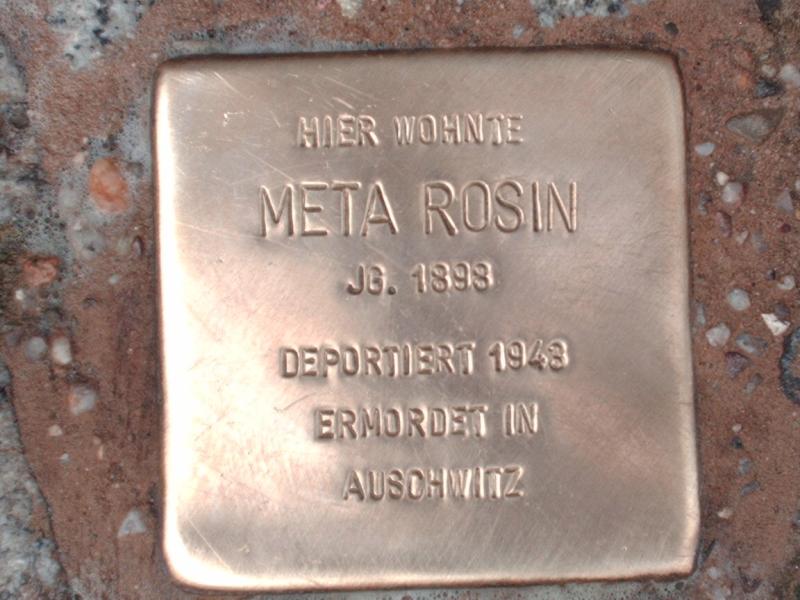 HIER WOHNTE
META ROSIN
JG. 1898
DEPORTIERT 1943
ERMORDET IN
AUSCHWITZ